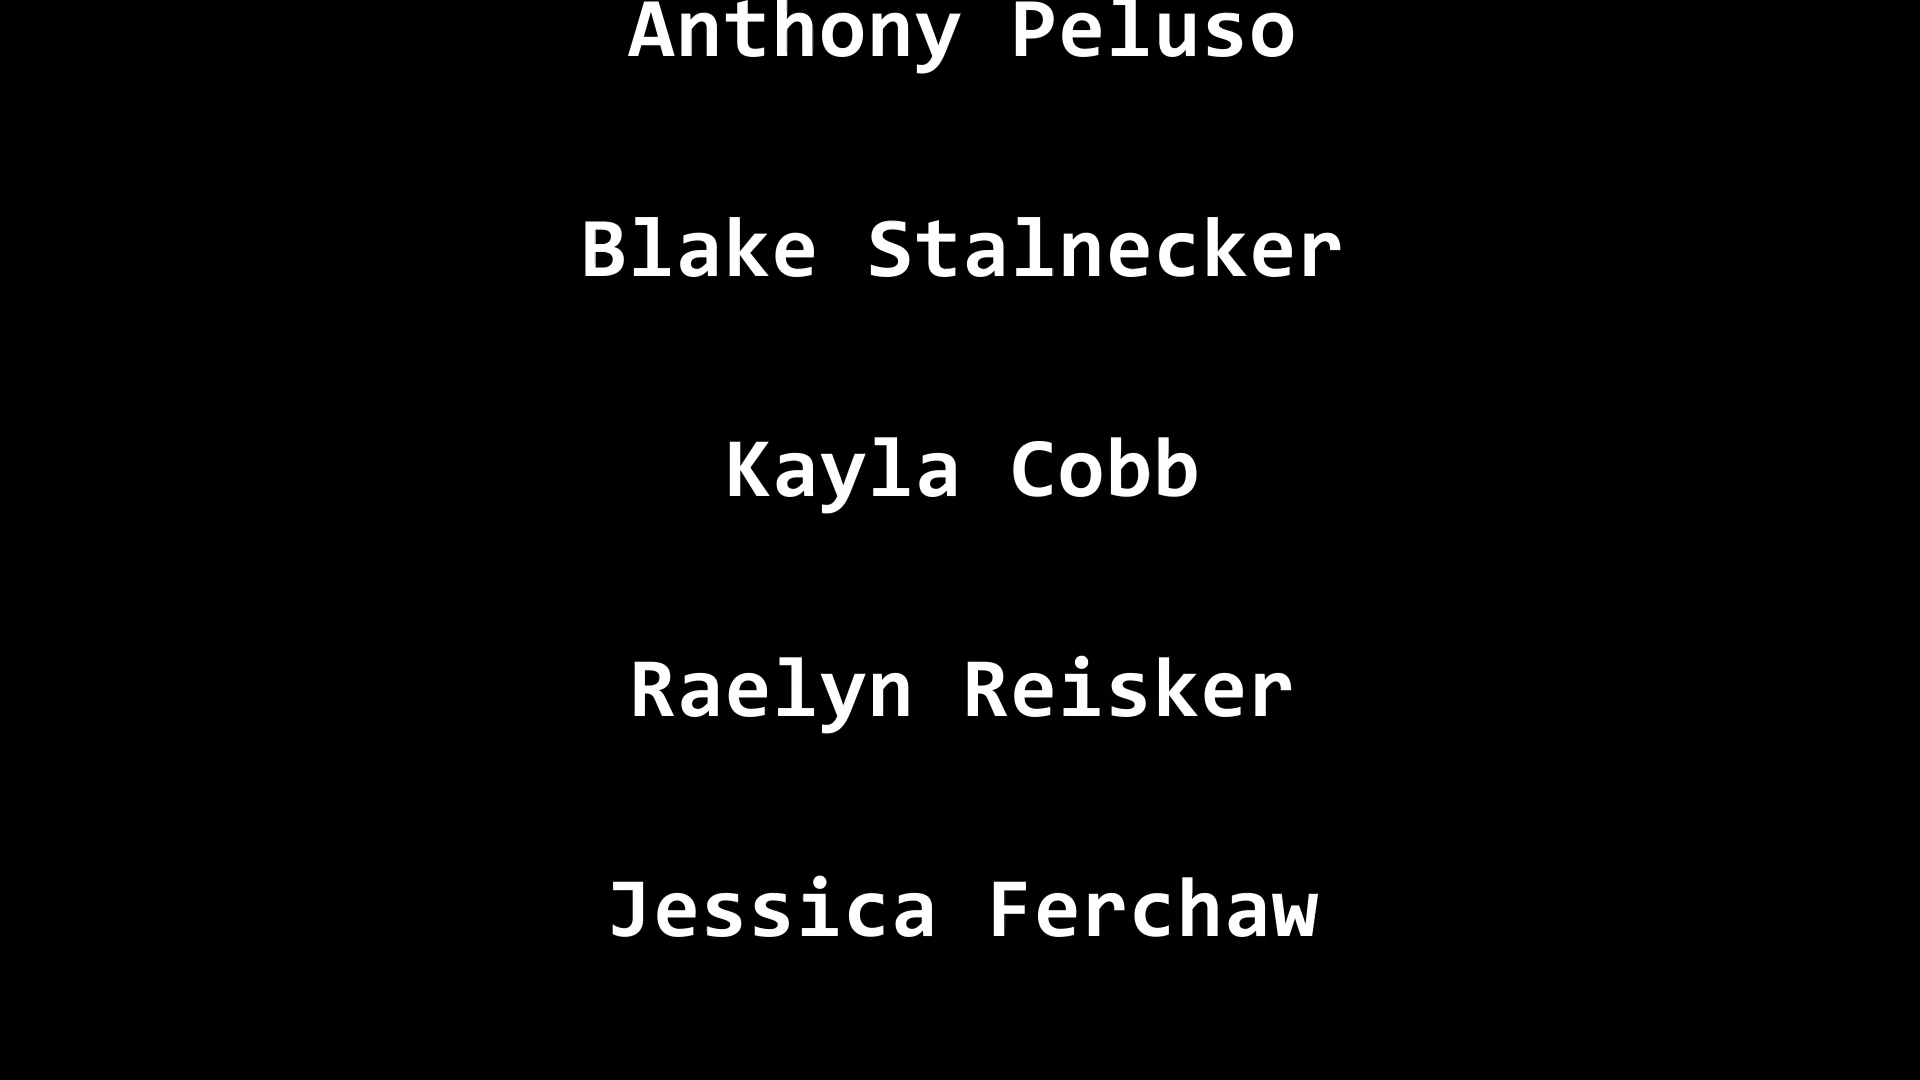 Anthony Peluso
Blake Stalnecker
Kayla Cobb
Raelyn Reisker
Jessica Ferchaw